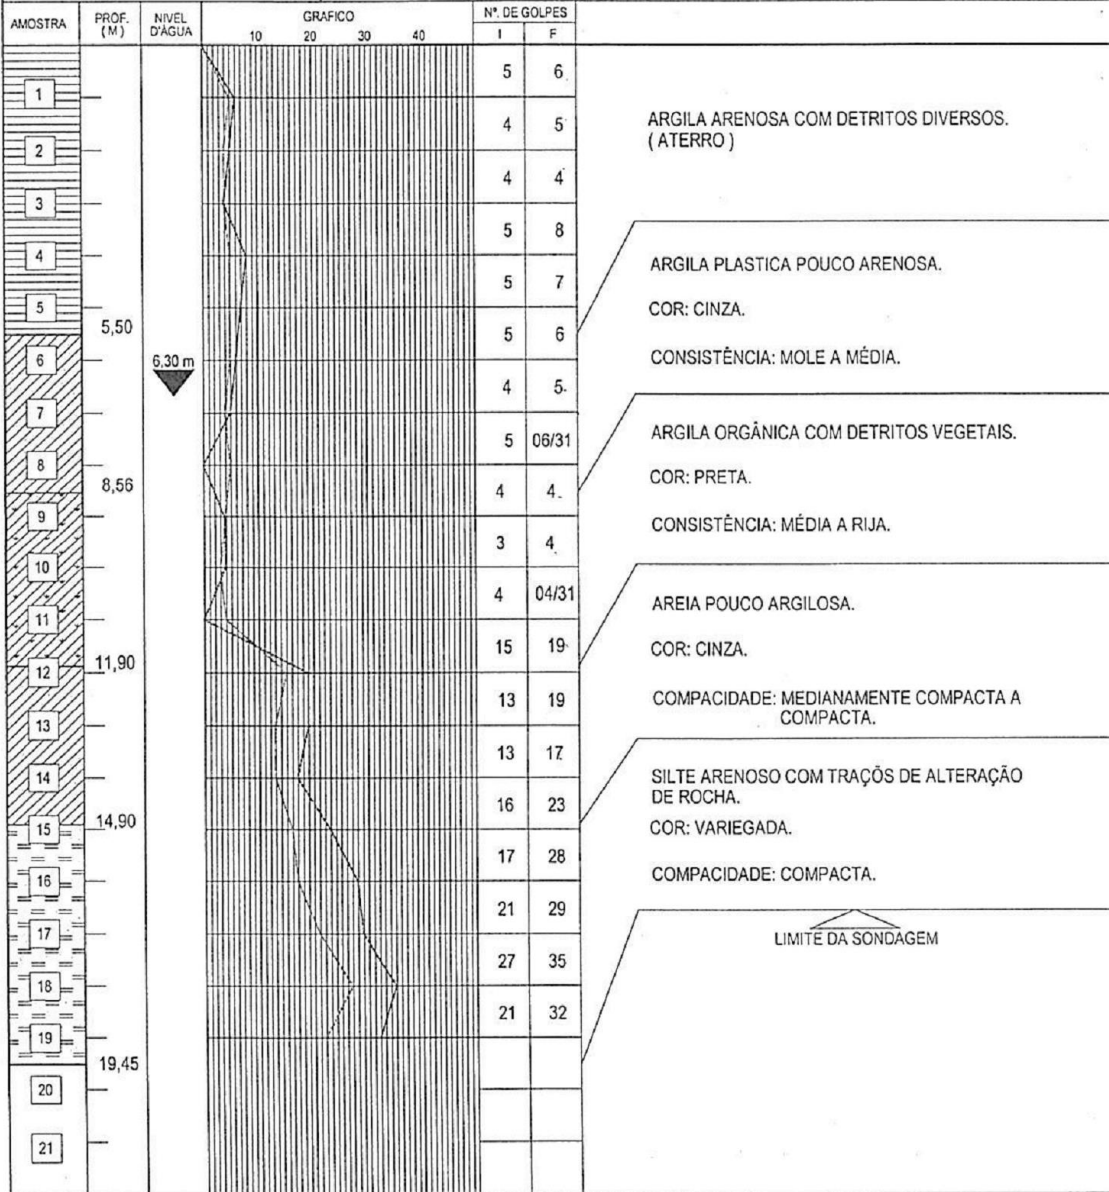 AMOSTRA PROF. (M) NIVEL D'ÁGUA GRAFICO Nº. DE GOLPES
10 20 30 40 I F
5 6
1
4 5
2
4 4
3
5 8
4
5 7
5
5,50
5 6
6
6,30 m
4 5
7
5 06/31
8
8,56
4 4
9
3 4
10
4 04/31
11
15 19
11,90
12
13 19
13
13 17
14
16 23
14,90
15
17 28
16
21 29
17
27 35
18
21 32
19
19,45
20
21
ARGILA ARENOSA COM DETRITOS DIVERSOS.
( ATERRO )
ARGILA PLASTICA POUCO ARENOSA.
COR: CINZA.
CONSISTÊNCIA: MOLE A MÉDIA.
ARGILA ORGÂNICA COM DETRITOS VEGETAIS.
COR: PRETA.
CONSISTÊNCIA: MÉDIA A RIJA.
AREIA POUCO ARGILOSA.
COR: CINZA.
COMPACIDADE: MEDIANAMENTE COMPACTA A
COMPACTA.
SILTE ARENOSO COM TRAÇÕS DE ALTERAÇÃO
DE ROCHA.
COR: VARIEGADA.
COMPACIDADE: COMPACTA.
LIMITE DA SONDAGEM